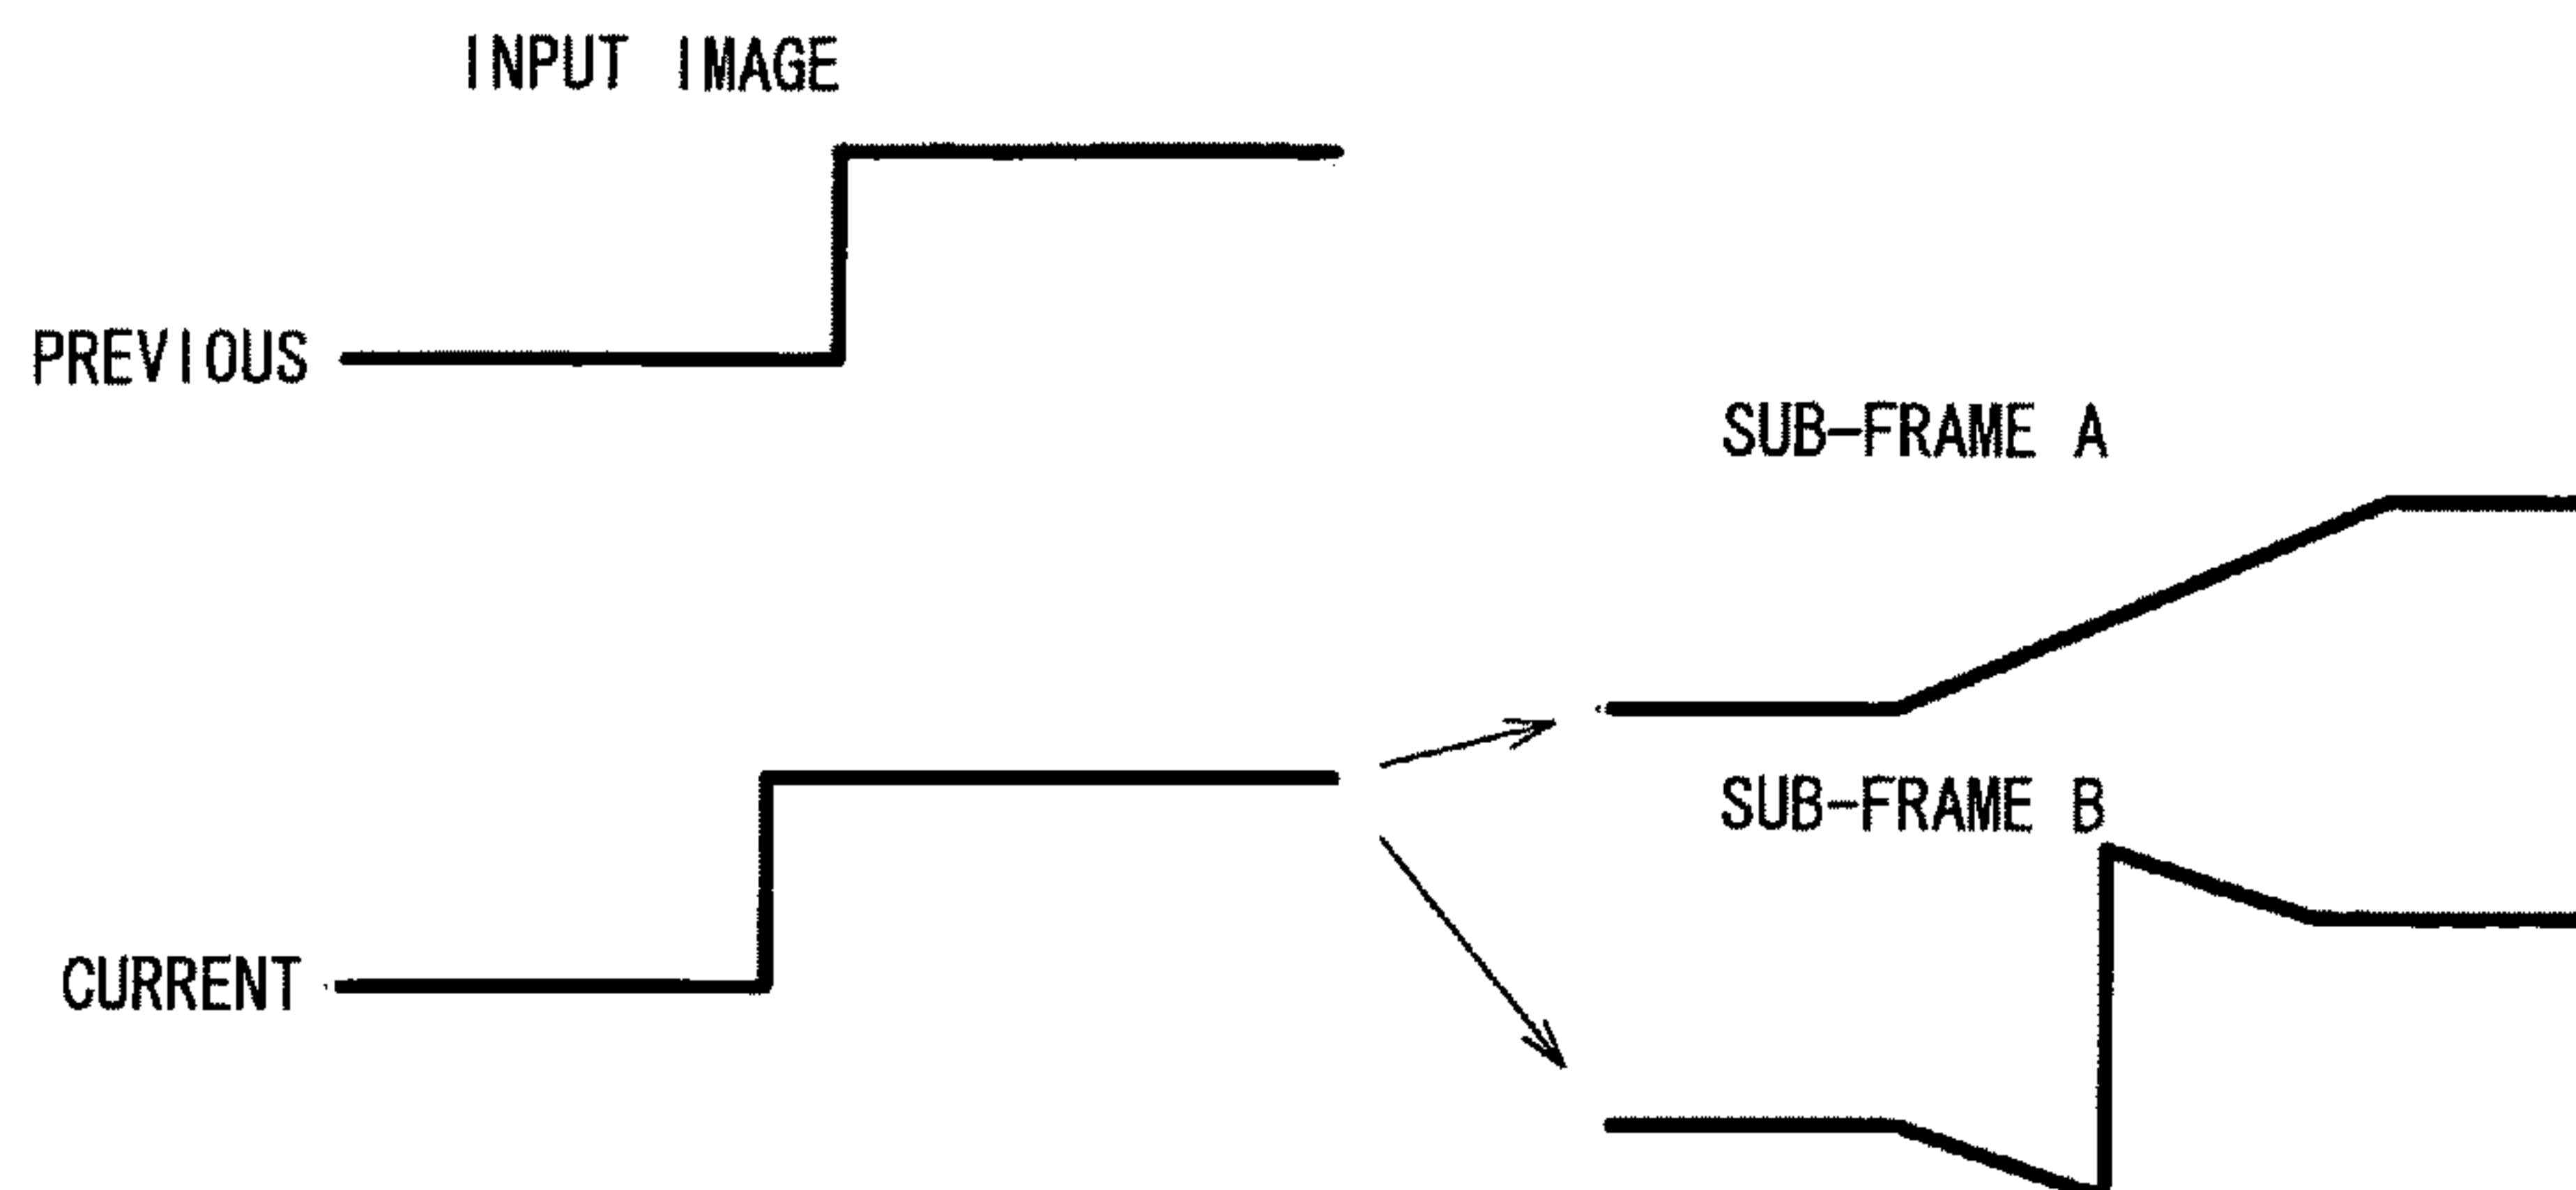 INPUT IMAGE
PREVIOUS
SUB-FRAME A
SUB-FRAME B
CURRENT